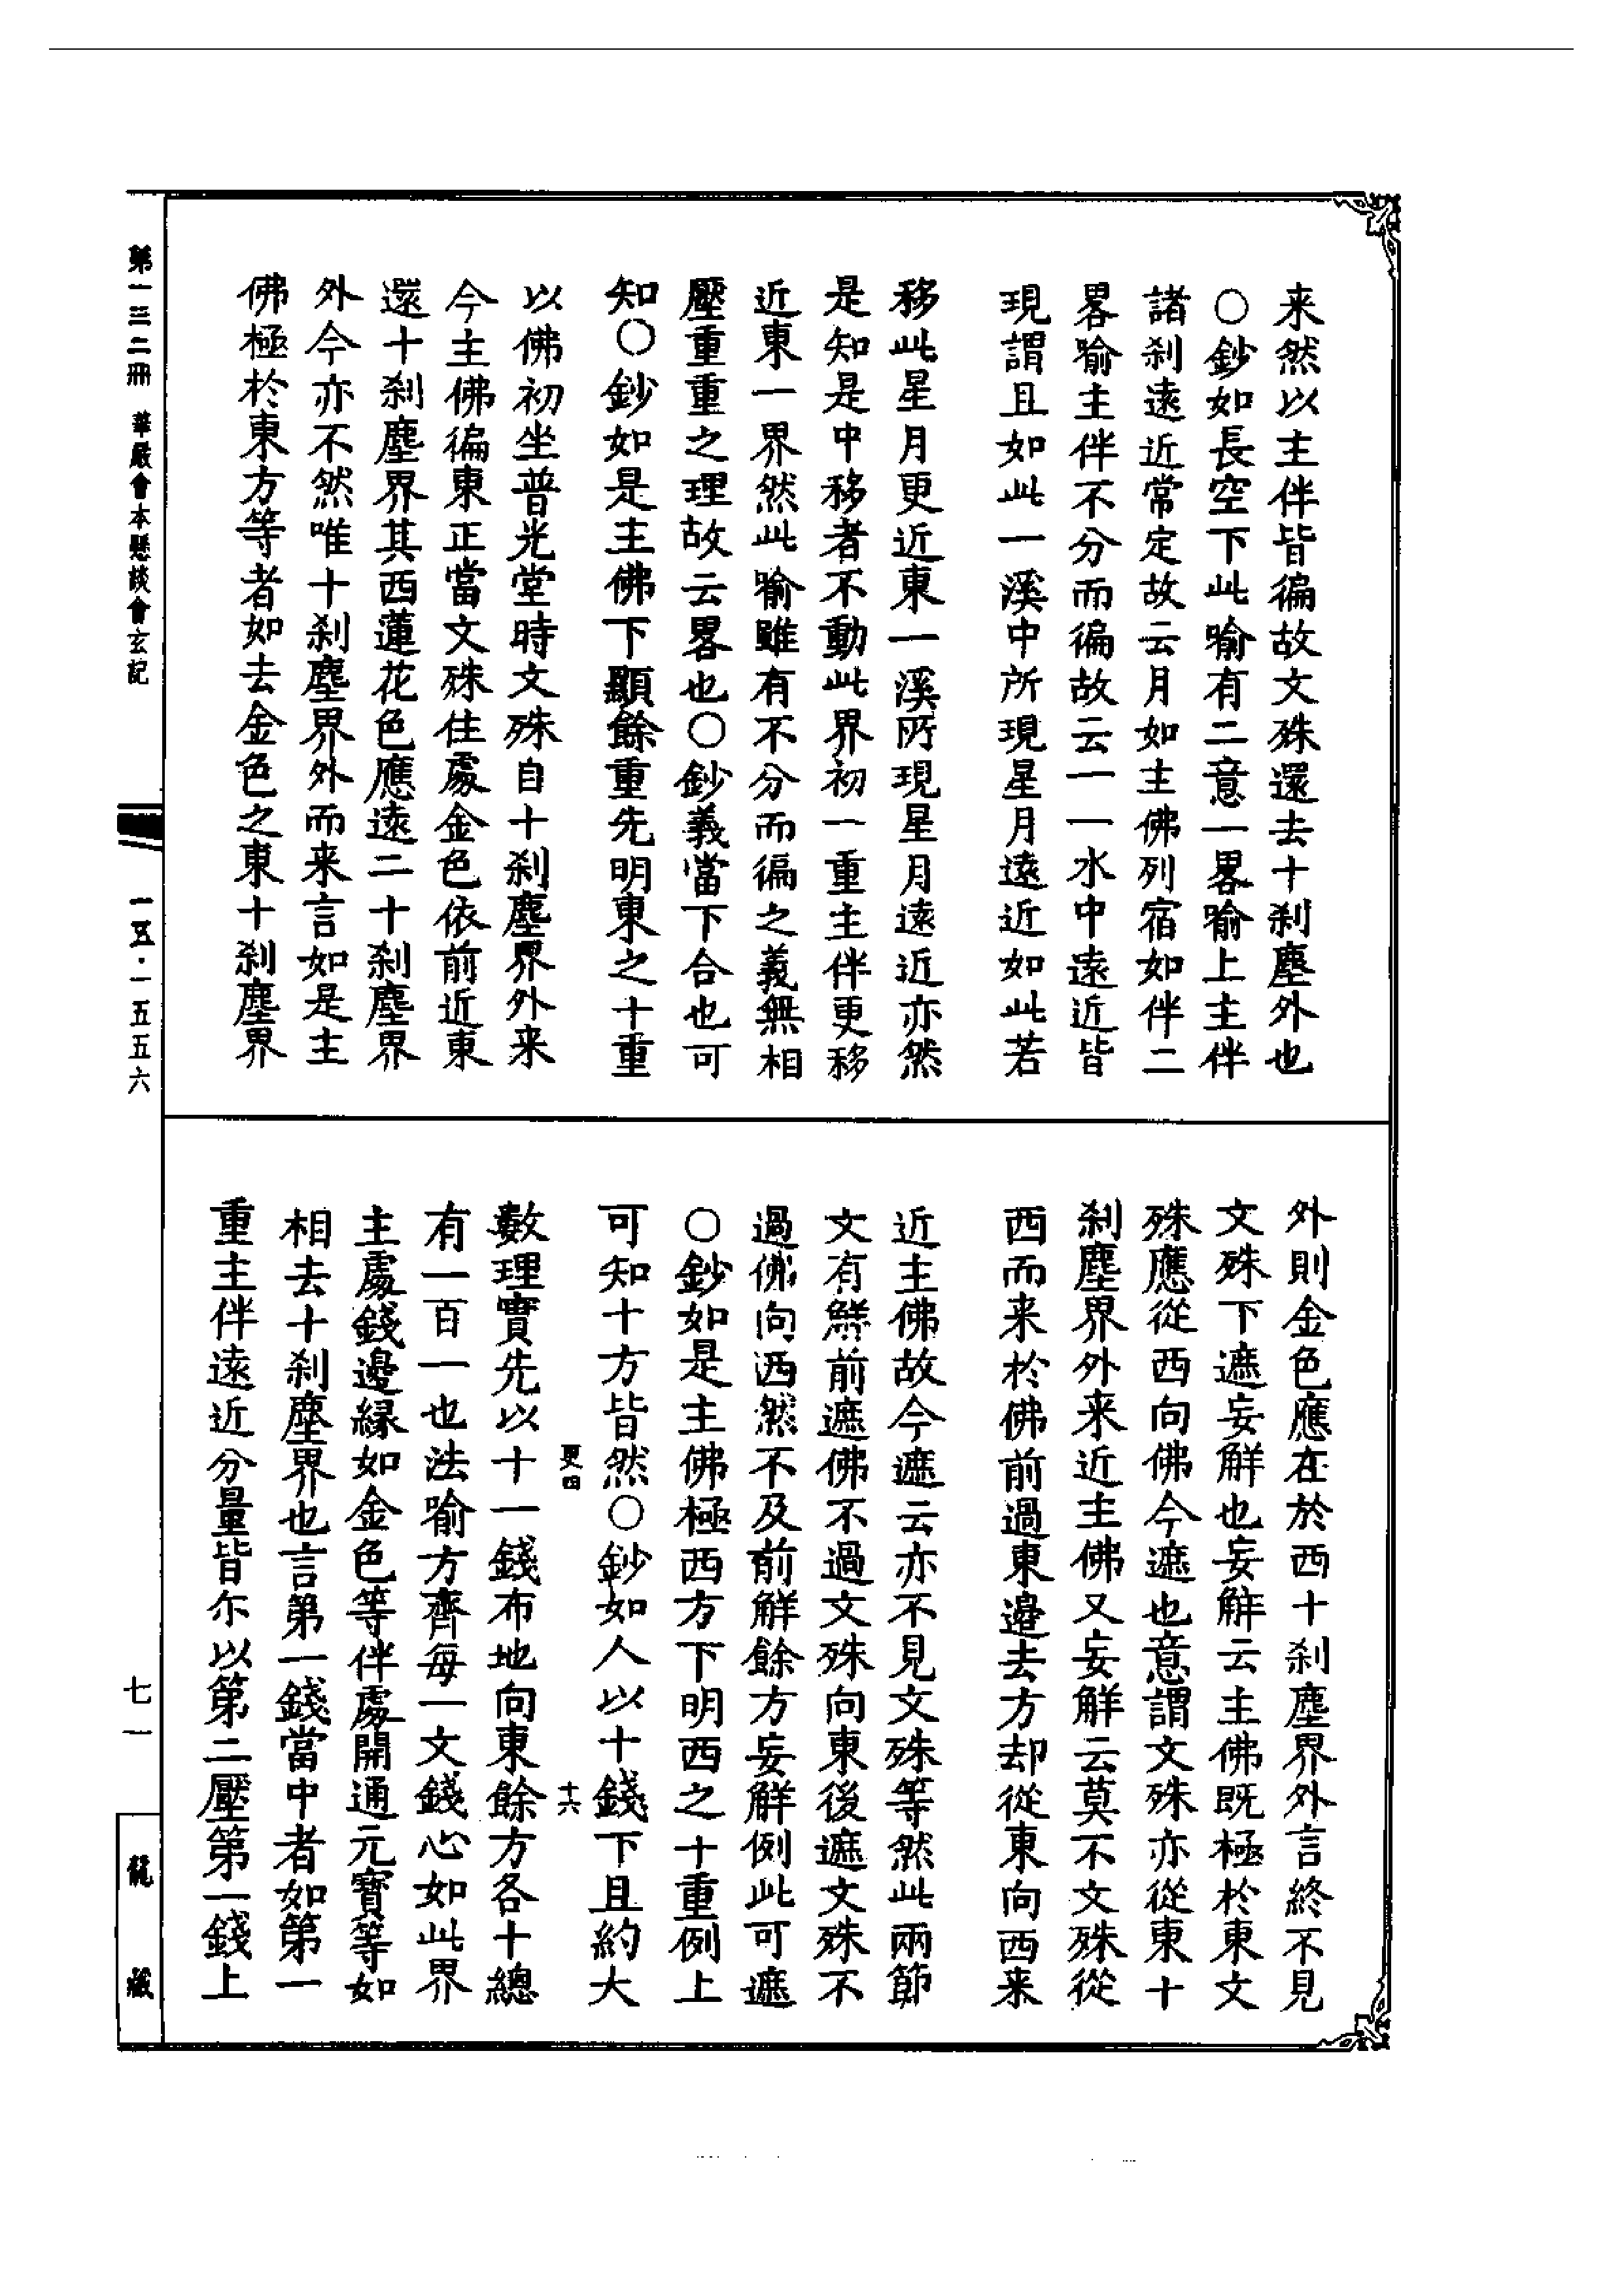 来然以主伴皆徧故文殊還去十刹塵外也
○鈔如長空下此喻有二意一畧喻上主伴
諸刹遠近常定故云月如主佛列宿如伴二
畧喻主伴不分而徧故云一一水中遠近皆
現謂且如此一溪中所現星月遠近如此若
移此星月更近東一溪所現星月遠近亦然
是知是中移者不動此界初一重主伴更移
近東一界然此喻雖有不分而徧之義無相
壓重重之理故云畧也○鈔義當下合也可
知○鈔如是主佛下顯餘重先明東之十重
以佛初坐普光堂時文殊自十刹塵界外来
今主佛徧東正當文殊住處金色依前近東
還十刹塵界其西蓮花色應遠二十刹塵界
外今亦不然唯十刹塵界外而来言如是主
佛極於東方等者如去金色之東十刹塵界
外則金色應在於西十刹塵界外言終不見
文殊下遮妄解也妄解云主佛既極於東文
殊應從西向佛今遮也意謂文殊亦從東十
刹塵界外来近主佛又妄解云莫不文殊從
西而来於佛前過東邊去方却從東向西来
近主佛故今遮云亦不見文殊等然此兩節
文有解前遮佛不過文殊向東後遮文殊不
過佛向西然不及前解餘方妄解例此可遮
○鈔如是主佛極西方下明西之十重例上
可知十方皆然○鈔如人以十錢下且約大
更四 十六
數理實先以十一錢布地向東餘方各十總
有一百一也法喻方齊每一文錢心如此界
主處錢邊緣如金色等伴處開通元寶等如
相去十刹塵界也言第一錢當中者如第一
重主伴遠近分量皆尔以第二壓第一錢上
第一三二冊 華嚴會本懸談會玄記 一五·一五五六 七一 龍藏